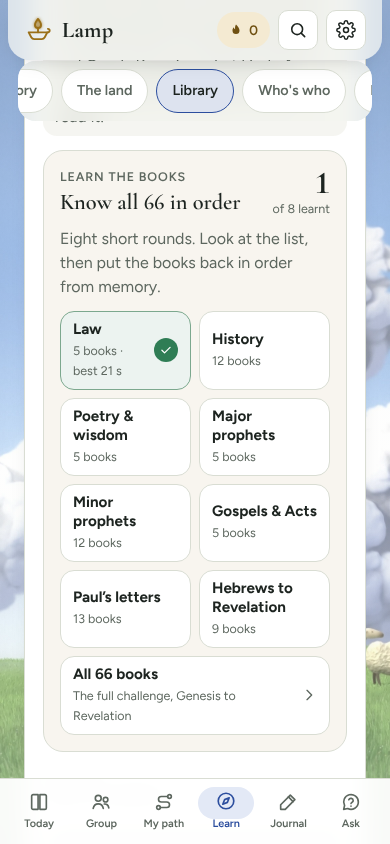 Lamp
0
ory
The land
Library
Who's who
read it.
LEARN THE BOOKS
Know all 66 in order
1
of 8 learnt
Eight short rounds. Look at the list,
then put the books back in order
from memory.
Law
5 books ·
best 21 s
History
12 books
Poetry &
wisdom
5 books
Major
prophets
5 books
Minor
prophets
12 books
Gospels & Acts
5 books
Paul's letters
13 books
Hebrews to
Revelation
9 books
All 66 books
The full challenge, Genesis to
Revelation
Today
Group
My path
Learn
Journal
Ask